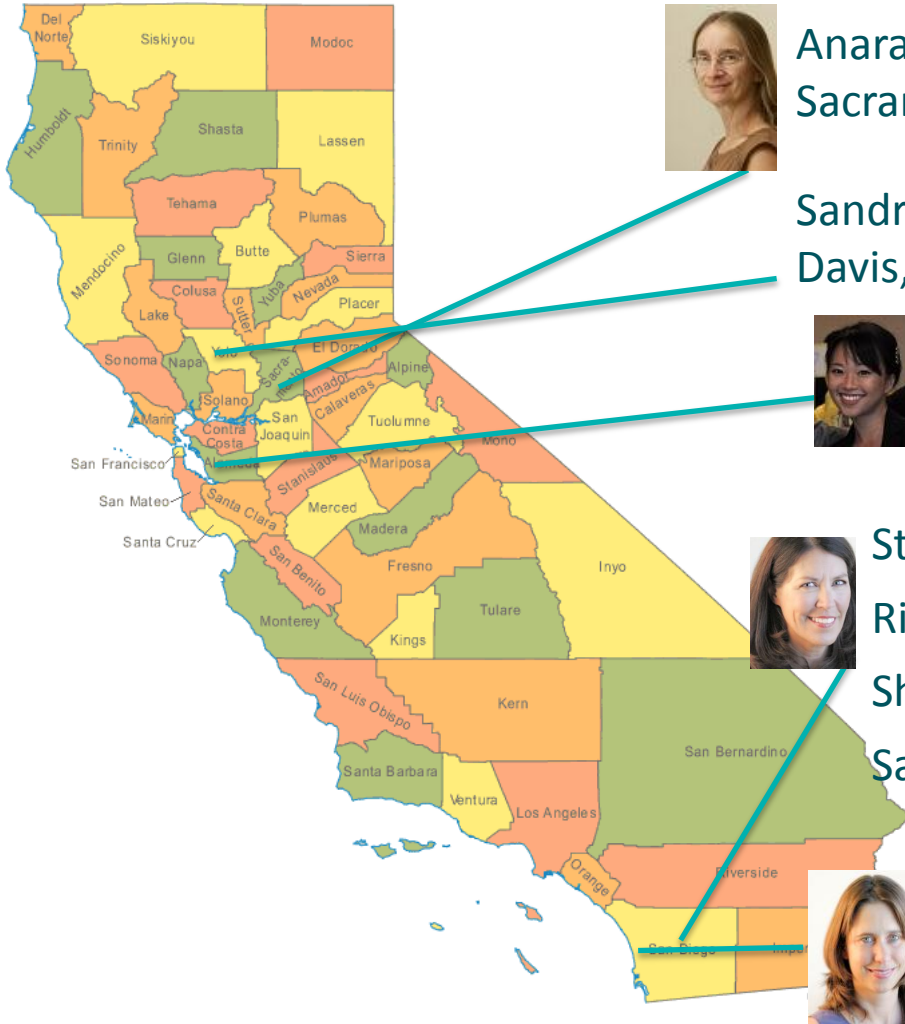 Del
Norte
Siskiyou
Modoc
Humboldt
Trinity
Shasta
Lassen
Tehama
Plumas
Mendocino
Glenn
Butte
Sierra
Colusa
Yuba
Nevada
Lake
Sutter
Placer
Sonoma
Napa
Yolo
El Dorado
Sacra-
mento
Amador
Alpine
Solano
Calaveras
Marin
San
Joaquin
Tuolumne
Contra
Costa
Mono
San Francisco
Alameda
Stanislaus
Mariposa
San Mateo
Santa Clara
Merced
Madera
Santa Cruz
San Benito
Fresno
Inyo
Monterey
Tulare
Kings
San Luis Obispo
Kern
San Bernardino
Santa Barbara
Ventura
Los Angeles
Orange
Riverside
San Diego
Imper
Anara
Sacrar
Sandr
Davis,
St
Ri
Sh
Sa